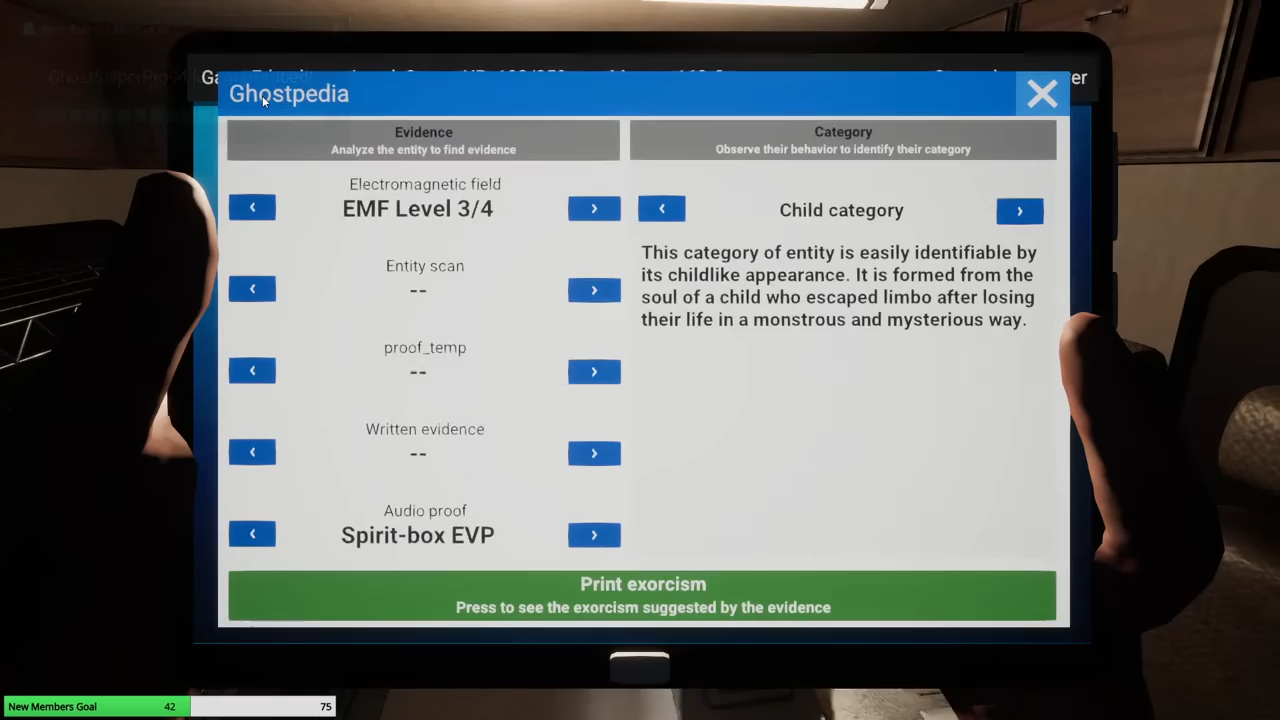 Ghostpedia
Evidence
Analyze the entity to find evidence
Category
Observe their behavior to identify their category
Electromagnetic field
‹ EMF Level 3/4 ›
‹ Child category ›
This category of entity is easily identifiable by
its childlike appearance. It is formed from the
soul of a child who escaped limbo after losing
their life in a monstrous and mysterious way.
Entity scan
‹ -- ›
proof_temp
‹ -- ›
Written evidence
‹ -- ›
Audio proof
‹ Spirit-box EVP ›
Print exorcism
Press to see the exorcism suggested by the evidence
New Members Goal 42 75